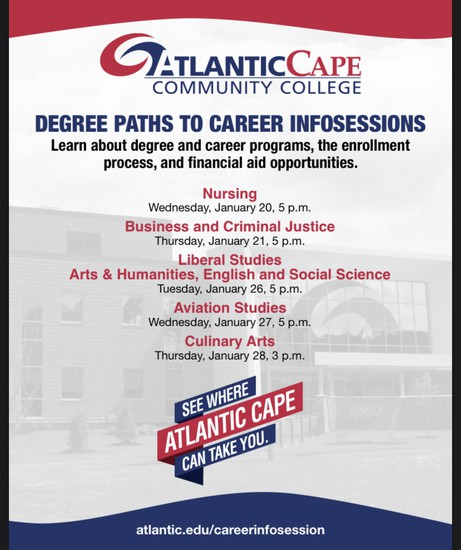 ATLANTICCAPE
COMMUNITY COLLEGE
DEGREE PATHS TO CAREER INFOSESSIONS
Learn about degree and career programs, the enrollment
process, and financial aid opportunities.
Nursing
Wednesday, January 20, 5 p.m.
Business and Criminal Justice
Thursday, January 21, 5 p.m.
Liberal Studies
Arts & Humanities, English and Social Science
Tuesday, January 26, 5 p.m.
Aviation Studies
Wednesday, January 27, 5 p.m.
Culinary Arts
Thursday, January 28, 3 p.m.
SEE WHERE
ATLANTIC CAPE
CAN TAKE YOU.
atlantic.edu/careerinfosession